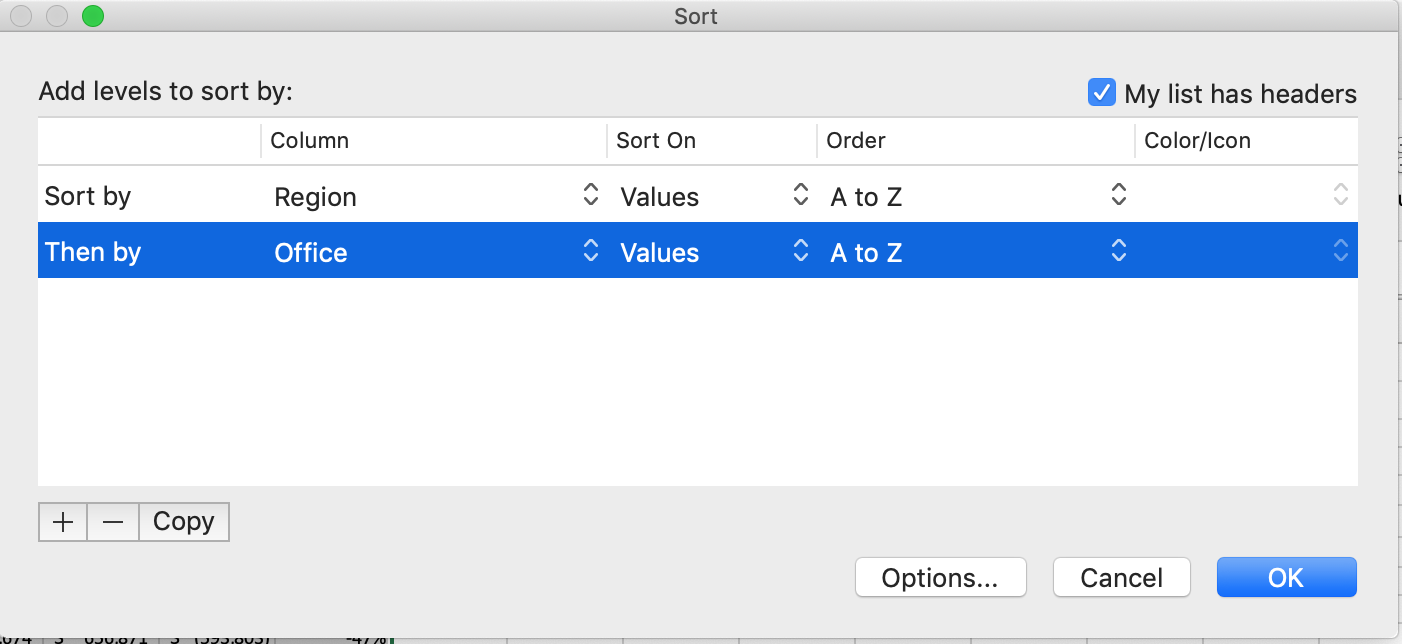 Sort
Add levels to sort by:
My list has headers
Column Sort On Order Color/Icon
Sort by Region Values A to Z
Then by Office Values A to Z
+ — Copy
Options... Cancel OK